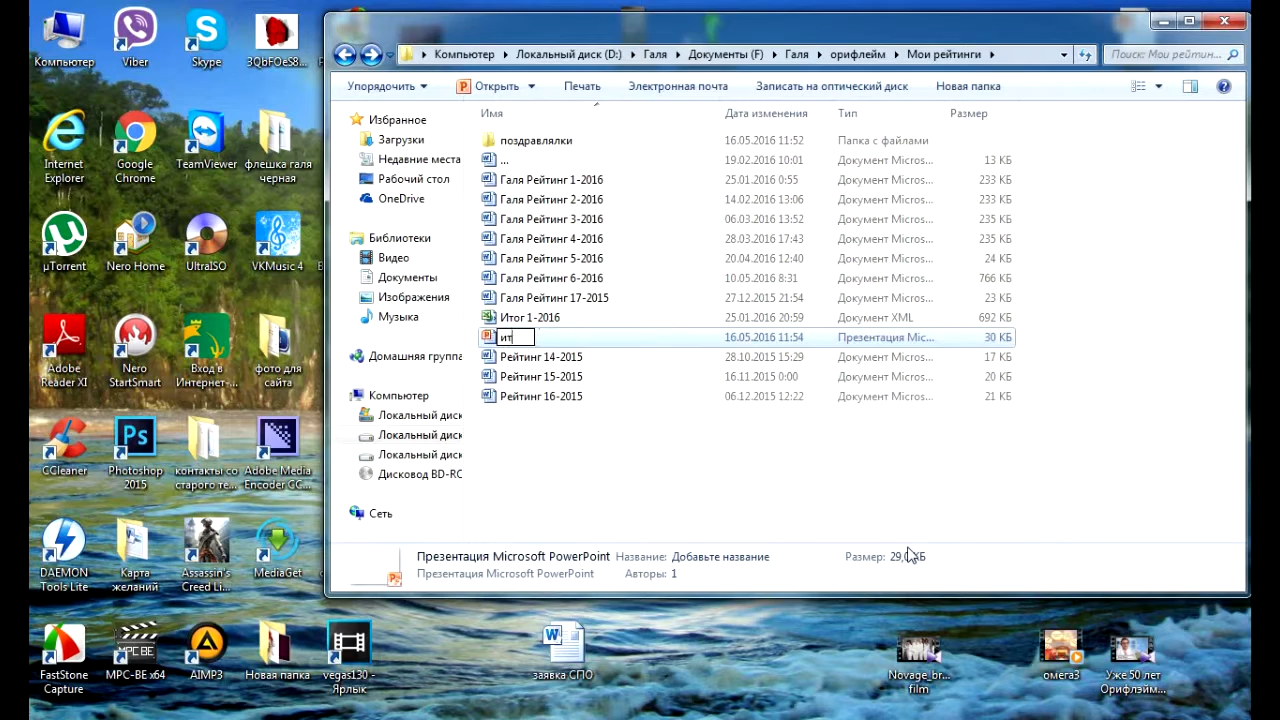 Компьютер
Viber
Skype
3QbFOeS8...
Internet
Explorer
Google
Chrome
TeamViewer
флешка галя
черная
µTorrent
Nero Home
UltraISO
VKMusic 4
Adobe
Reader XI
Nero
StartSmart
Вход в
Интернет-...
фото для
сайта
CCleaner
Photoshop
2015
контакты со
старого те...
Adobe Media
Encoder CC...
DAEMON
Tools Lite
Карта
желаний
Assassin's
Creed Li...
MediaGet
FastStone
Capture
MPC-BE x64
AIMP3
Новая папка
vegas130 -
Ярлык
заявка СПО
Novage_br...
film
омега3
Уже 50 лет
Орифлэйм...
Компьютер Локальный диск (D:) Галя Документы (F) Галя орифлейм Мои рейтинги
Поиск: Мои рейтин...
Упорядочить Открыть Печать Электронная почта Записать на оптический диск Новая папка
Избранное
Загрузки
Недавние места
Рабочий стол
OneDrive
Библиотеки
Видео
Документы
Изображения
Музыка
Домашняя группа
Компьютер
Локальный диск
Локальный диск
Локальный диск
Дисковод BD-RO
Сеть
Имя Дата изменения Тип Размер
поздравлялки 16.05.2016 11:52 Папка с файлами
... 19.02.2016 10:01 Документ Micros... 13 КБ
Галя Рейтинг 1-2016 25.01.2016 0:55 Документ Micros... 233 КБ
Галя Рейтинг 2-2016 14.02.2016 13:06 Документ Micros... 233 КБ
Галя Рейтинг 3-2016 06.03.2016 13:52 Документ Micros... 235 КБ
Галя Рейтинг 4-2016 28.03.2016 17:43 Документ Micros... 235 КБ
Галя Рейтинг 5-2016 20.04.2016 12:40 Документ Micros... 24 КБ
Галя Рейтинг 6-2016 10.05.2016 8:31 Документ Micros... 766 КБ
Галя Рейтинг 17-2015 27.12.2015 21:54 Документ Micros... 23 КБ
Итог 1-2016 25.01.2016 20:59 Документ XML 692 КБ
ит 16.05.2016 11:54 Презентация Mic... 30 КБ
Рейтинг 14-2015 28.10.2015 15:29 Документ Micros... 17 КБ
Рейтинг 15-2015 16.11.2015 0:00 Документ Micros... 20 КБ
Рейтинг 16-2015 06.12.2015 12:22 Документ Micros... 21 КБ
Презентация Microsoft PowerPoint Название: Добавьте название Размер:
Презентация Microsoft PowerPoint Авторы: 1